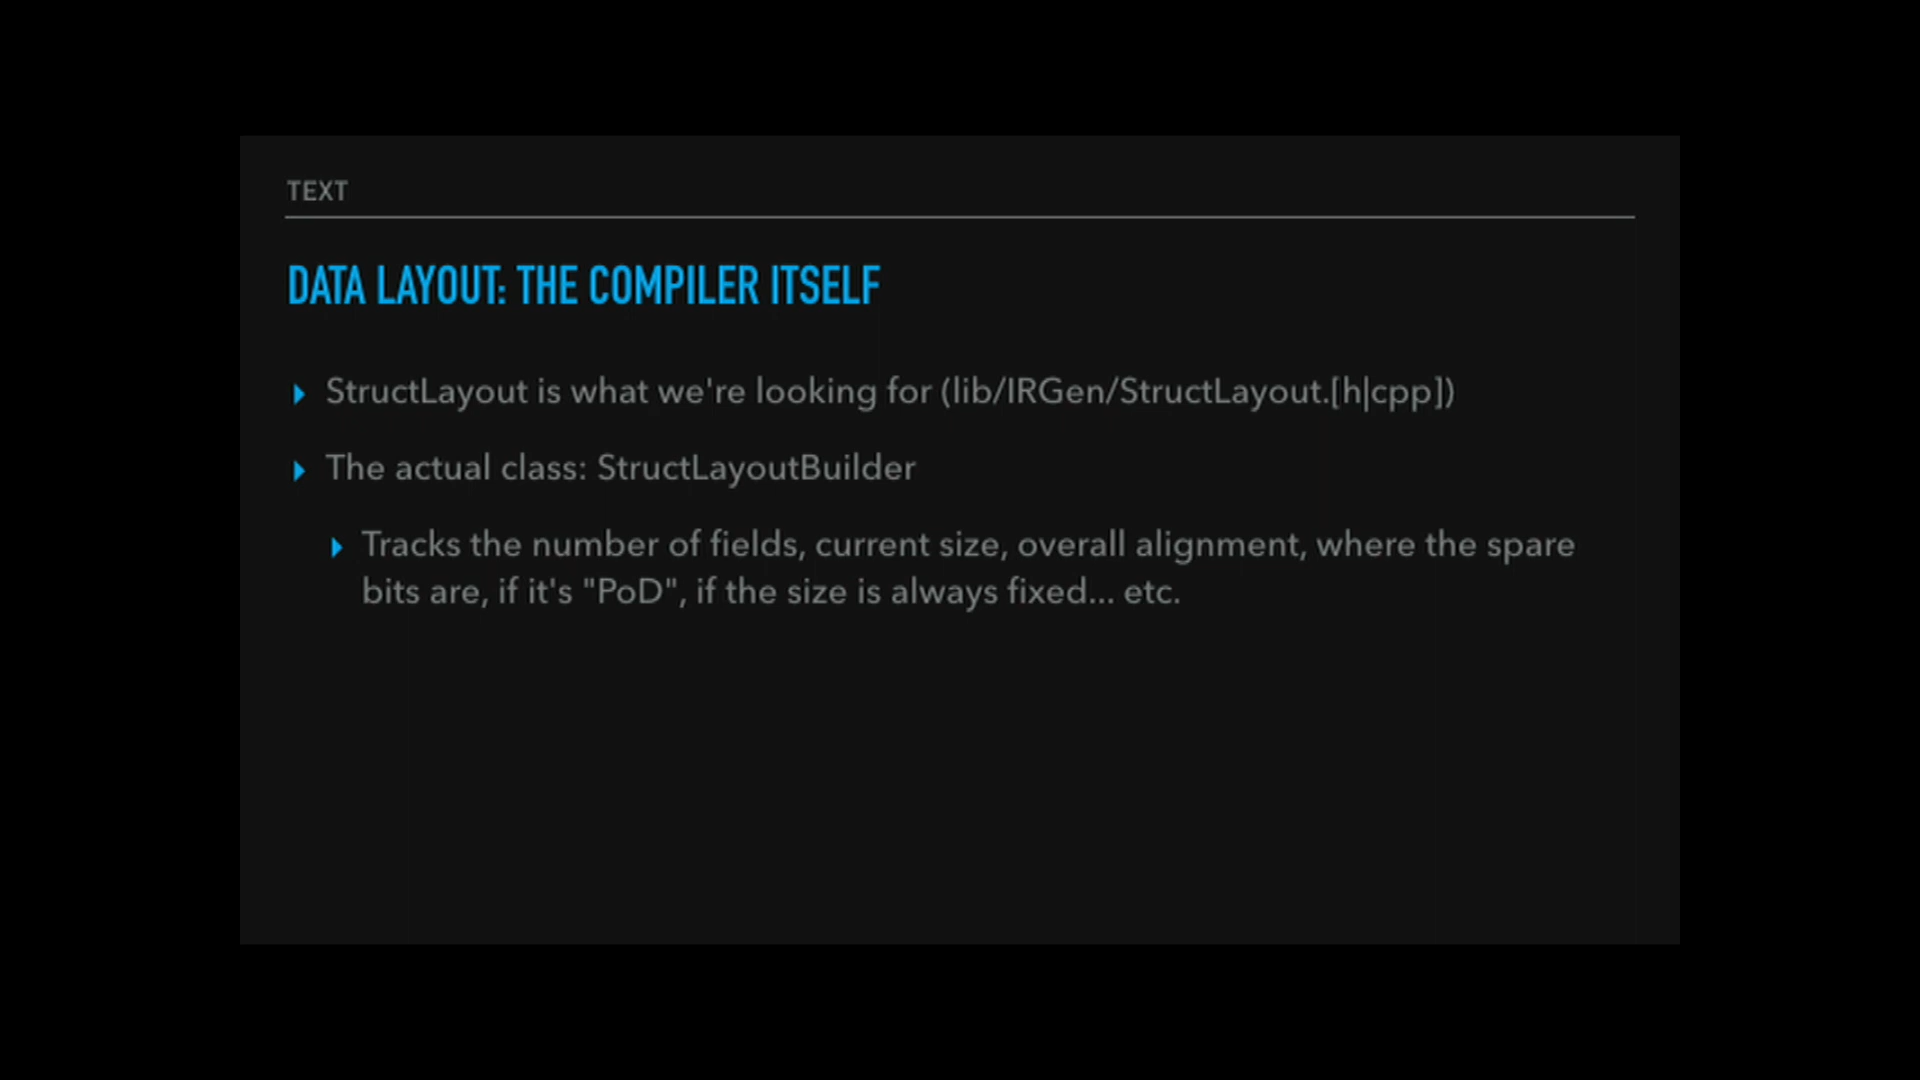 TEXT
DATA LAYOUT: THE COMPILER ITSELF
StructLayout is what we're looking for (lib/IRGen/StructLayout.[h|cpp])
The actual class: StructLayoutBuilder
Tracks the number of fields, current size, overall alignment, where the spare
bits are, if it's "PoD", if the size is always fixed... etc.